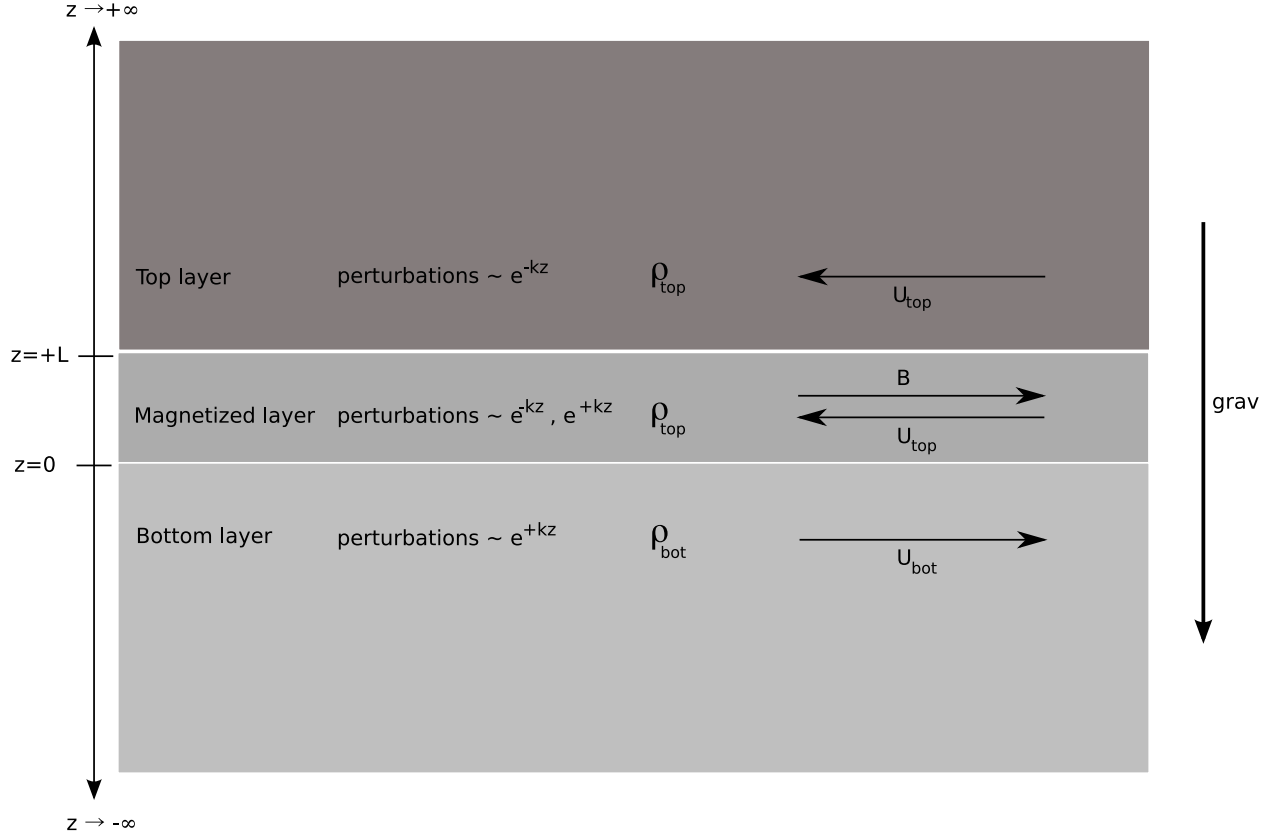 z → +∞
Top layer perturbations ~ e^-kz ρ_top U_top
z=+L
B
Magnetized layer perturbations ~ e^-kz , e^+kz ρ_top U_top
grav
z=0
Bottom layer perturbations ~ e^+kz ρ_bot U_bot
z → -∞